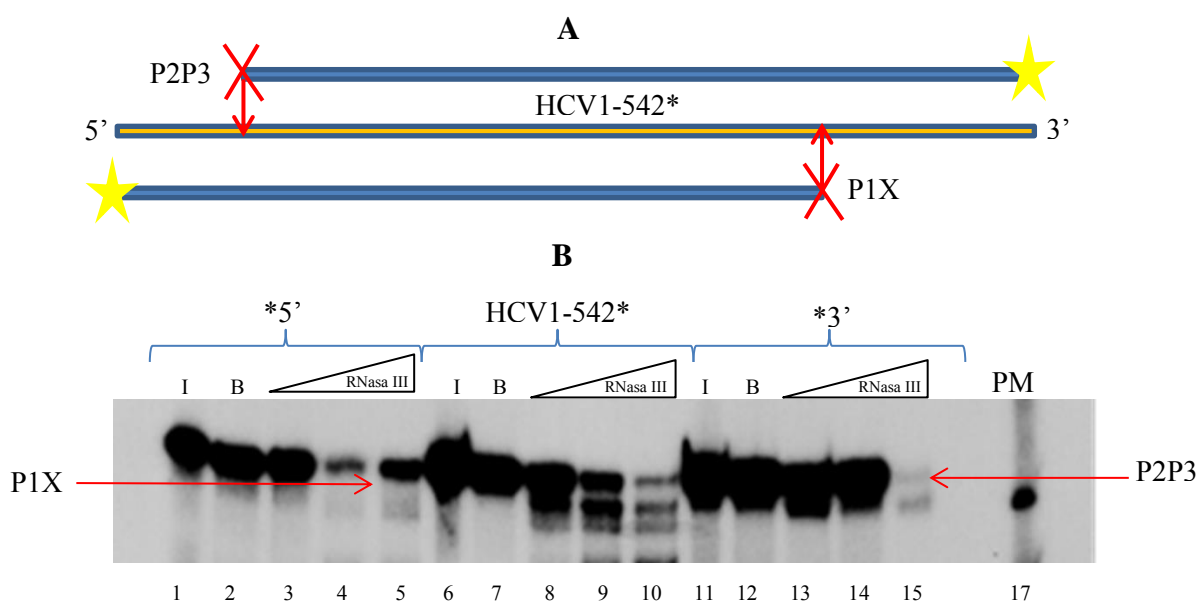 A
P2P3
HCV1-542*
5’ 3’
P1X
B
*5’ HCV1-542* *3’
I B RNasa III I B RNasa III I B RNasa III PM
P1X P2P3
1 2 3 4 5 6 7 8 9 10 11 12 13 14 15 17